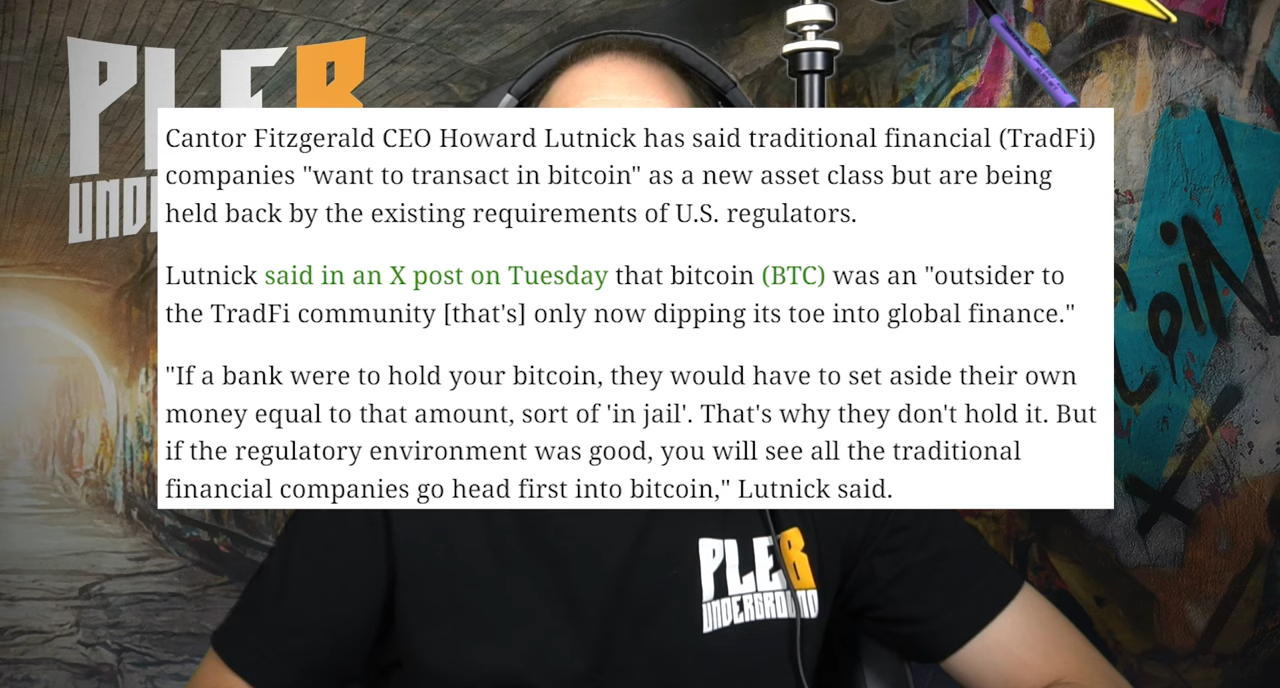 PLEB
Cantor Fitzgerald CEO Howard Lutnick has said traditional financial (TradFi)
companies "want to transact in bitcoin" as a new asset class but are being
held back by the existing requirements of U.S. regulators.
Lutnick said in an X post on Tuesday that bitcoin (BTC) was an "outsider to
the TradFi community [that's] only now dipping its toe into global finance."
"If a bank were to hold your bitcoin, they would have to set aside their own
money equal to that amount, sort of 'in jail'. That's why they don't hold it. But
if the regulatory environment was good, you will see all the traditional
financial companies go head first into bitcoin," Lutnick said.
COiN
PLEB
UNDERGROUND